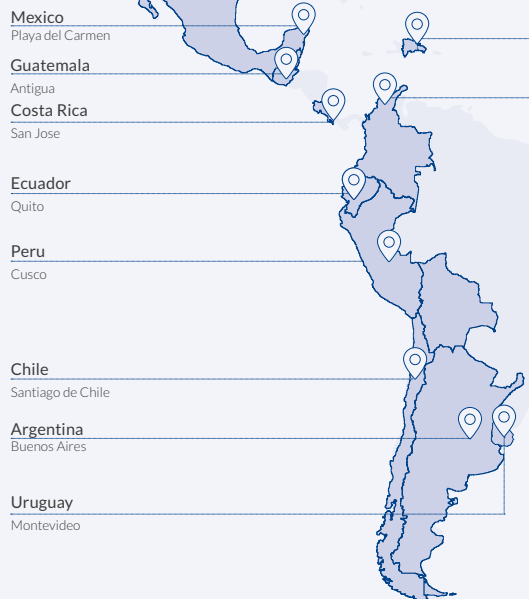 Mexico
Playa del Carmen
Guatemala
Antigua
Costa Rica
San Jose
Ecuador
Quito
Peru
Cusco
Chile
Santiago de Chile
Argentina
Buenos Aires
Uruguay
Montevideo